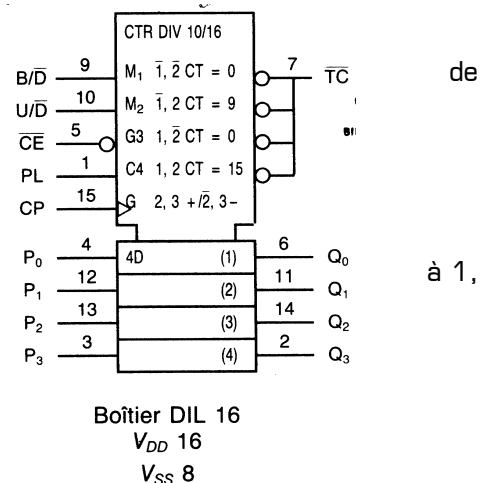 CTR DIV 10/16
B/D̅ 9 M₁ 1̅, 2̅ CT = 0 7 T̅C̅ de
U/D̅ 10 M₂ 1̅, 2 CT = 9
C̅E̅ 5 G3 1, 2̅ CT = 0
PL 1 C4 1, 2 CT = 15
CP 15 G 2, 3 +/2̅, 3–
P₀ 4 4D (1) 6 Q₀
P₁ 12 (2) 11 Q₁ à 1,
P₂ 13 (3) 14 Q₂
P₃ 3 (4) 2 Q₃
Boîtier DIL 16
V_DD 16
V_SS 8